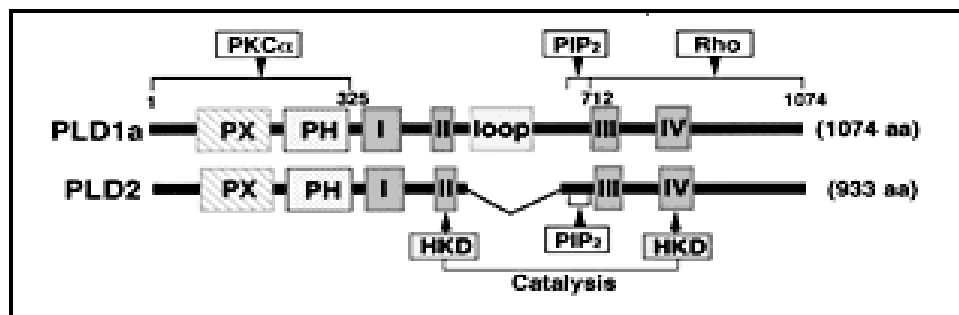 PKCα PIP₂ Rho
1 325 712 1074
PLD1a PX PH I II loop III IV (1074 aa)
PLD2 PX PH I II III IV (933 aa)
HKD PIP₂ HKD
Catalysis